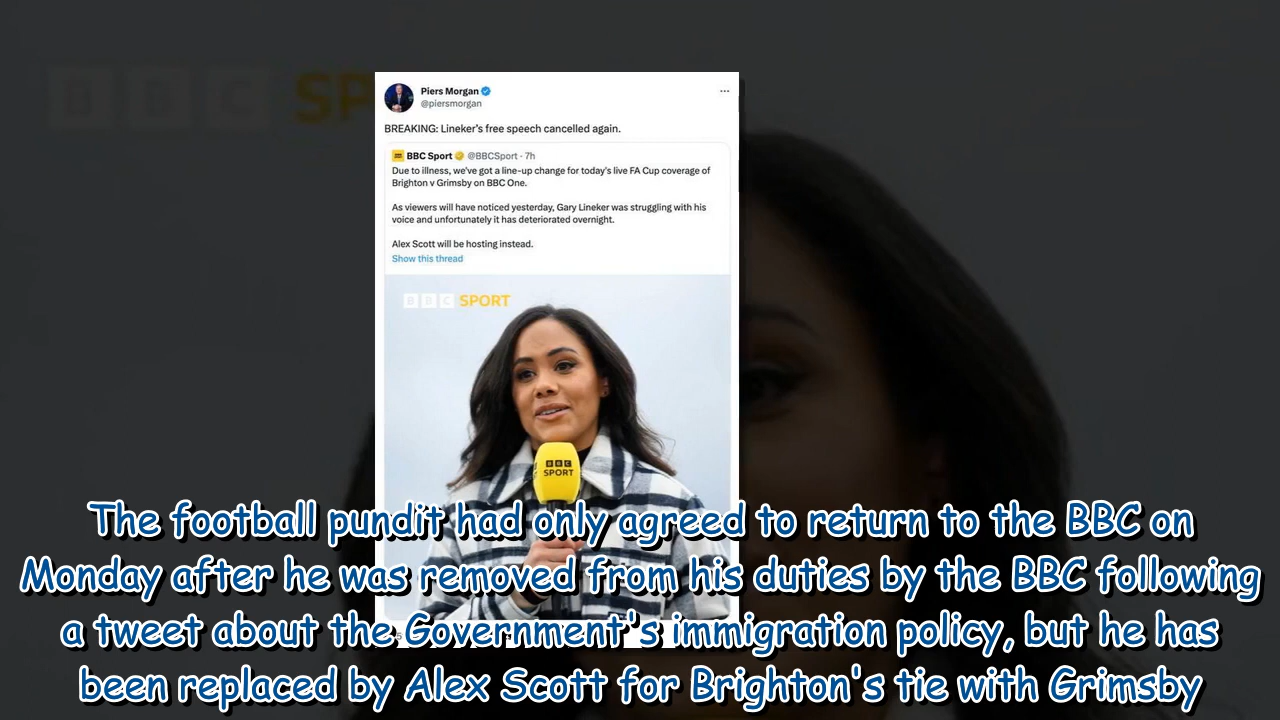 BBC SP
Piers Morgan
@piersmorgan
BREAKING: Lineker's free speech cancelled again.
BBC Sport @BBCSport · 7h
Due to illness, we've got a line-up change for today's live FA Cup coverage of
Brighton v Grimsby on BBC One.
As viewers will have noticed yesterday, Gary Lineker was struggling with his
voice and unfortunately it has deteriorated overnight.
Alex Scott will be hosting instead.
Show this thread
BBC SPORT
BBC
SPORT
The football pundit had only agreed to return to the BBC on
Monday after he was removed from his duties by the BBC following
a tweet about the Government's immigration policy, but he has
been replaced by Alex Scott for Brighton's tie with Grimsby